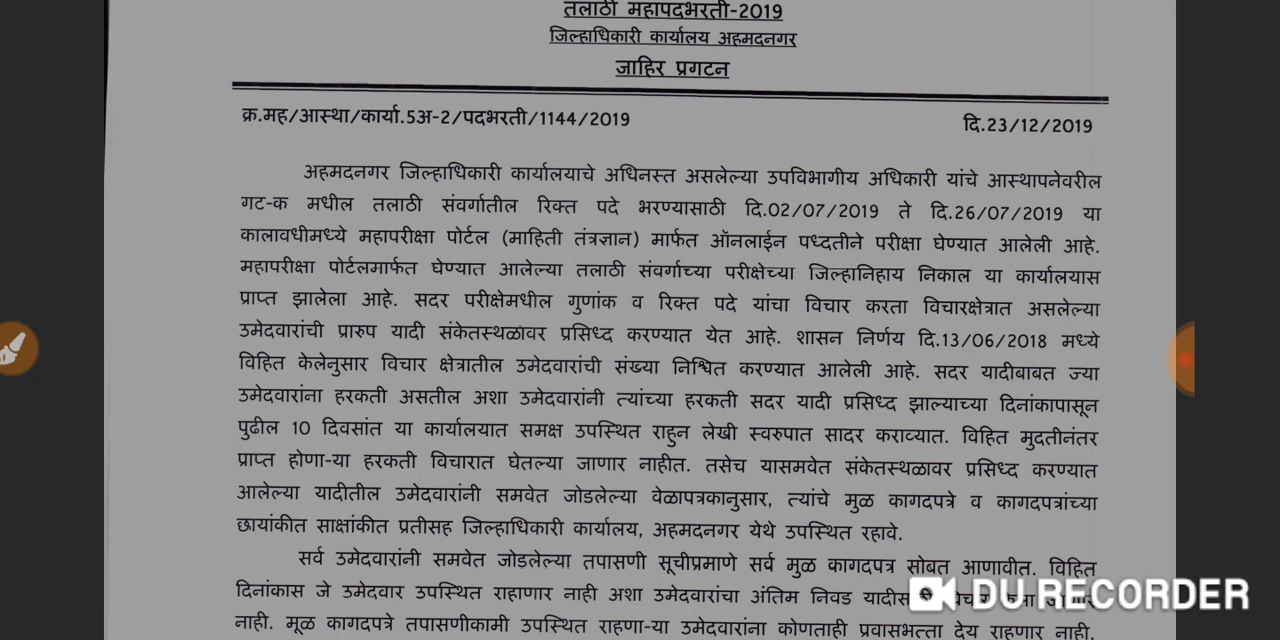 तलाठी महापदभरती-2019
जिल्हाधिकारी कार्यालय अहमदनगर
जाहिर प्रगटन
क्र.मह/आस्था/कार्या.5अ-2/पदभरती/1144/2019 दि.23/12/2019
अहमदनगर जिल्हाधिकारी कार्यालयाचे अधिनस्त असलेल्या उपविभागीय अधिकारी यांचे आस्थापनेवरील
गट-क मधील तलाठी संवर्गातील रिक्त पदे भरण्यासाठी दि.02/07/2019 ते दि.26/07/2019 या
कालावधीमध्ये महापरीक्षा पोर्टल (माहिती तंत्रज्ञान) मार्फत ऑनलाईन पध्दतीने परीक्षा घेण्यात आलेली आहे.
महापरीक्षा पोर्टलमार्फत घेण्यात आलेल्या तलाठी संवर्गाच्या परीक्षेच्या जिल्हानिहाय निकाल या कार्यालयास
प्राप्त झालेला आहे. सदर परीक्षेमधील गुणांक व रिक्त पदे यांचा विचार करता विचारक्षेत्रात असलेल्या
उमेदवारांची प्रारुप यादी संकेतस्थळावर प्रसिध्द करण्यात येत आहे. शासन निर्णय दि.13/06/2018 मध्ये
विहित केलेनुसार विचार क्षेत्रातील उमेदवारांची संख्या निश्चित करण्यात आलेली आहे. सदर यादीबाबत ज्या
उमेदवारांना हरकती असतील अशा उमेदवारांनी त्यांच्या हरकती सदर यादी प्रसिध्द झाल्याच्या दिनांकापासून
पुढील 10 दिवसांत या कार्यालयात समक्ष उपस्थित राहुन लेखी स्वरुपात सादर कराव्यात. विहित मुदतीनंतर
प्राप्त होणा-या हरकती विचारात घेतल्या जाणार नाहीत. तसेच यासमवेत संकेतस्थळावर प्रसिध्द करण्यात
आलेल्या यादीतील उमेदवारांनी समवेत जोडलेल्या वेळापत्रकानुसार, त्यांचे मुळ कागदपत्रे व कागदपत्रांच्या
छायांकीत साक्षांकीत प्रतीसह जिल्हाधिकारी कार्यालय, अहमदनगर येथे उपस्थित रहावे.
सर्व उमेदवारांनी समवेत जोडलेल्या तपासणी सूचीप्रमाणे सर्व मुळ कागदपत्र सोबत आणावीत. विहित
दिनांकास जे उमेदवार उपस्थित राहाणार नाही अशा उमेदवारांचा अंतिम निवड
नाही. मूळ कागदपत्रे तपासणीकामी उपस्थित राहणा-या उमेदवारांना कोणताही प्रवासभत्ता देय राहणार नाही.
DU RECORDER